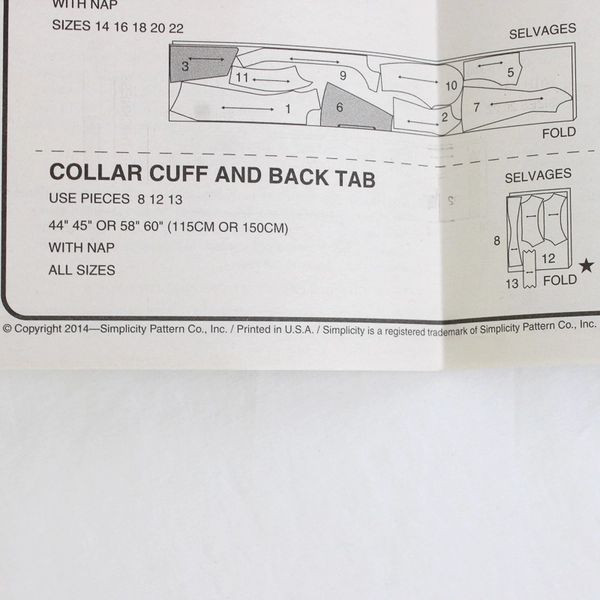 WITH NAP
SIZES 14 16 18 20 22
SELVAGES
3
11
9
10
5
1
6
2
7
FOLD
COLLAR CUFF AND BACK TAB
USE PIECES 8 12 13
44" 45" OR 58" 60" (115CM OR 150CM)
WITH NAP
ALL SIZES
SELVAGES
8
12
13
FOLD
© Copyright 2014—Simplicity Pattern Co., Inc. / Printed in U.S.A. / Simplicity is a registered trademark of Simplicity Pattern Co., Inc.